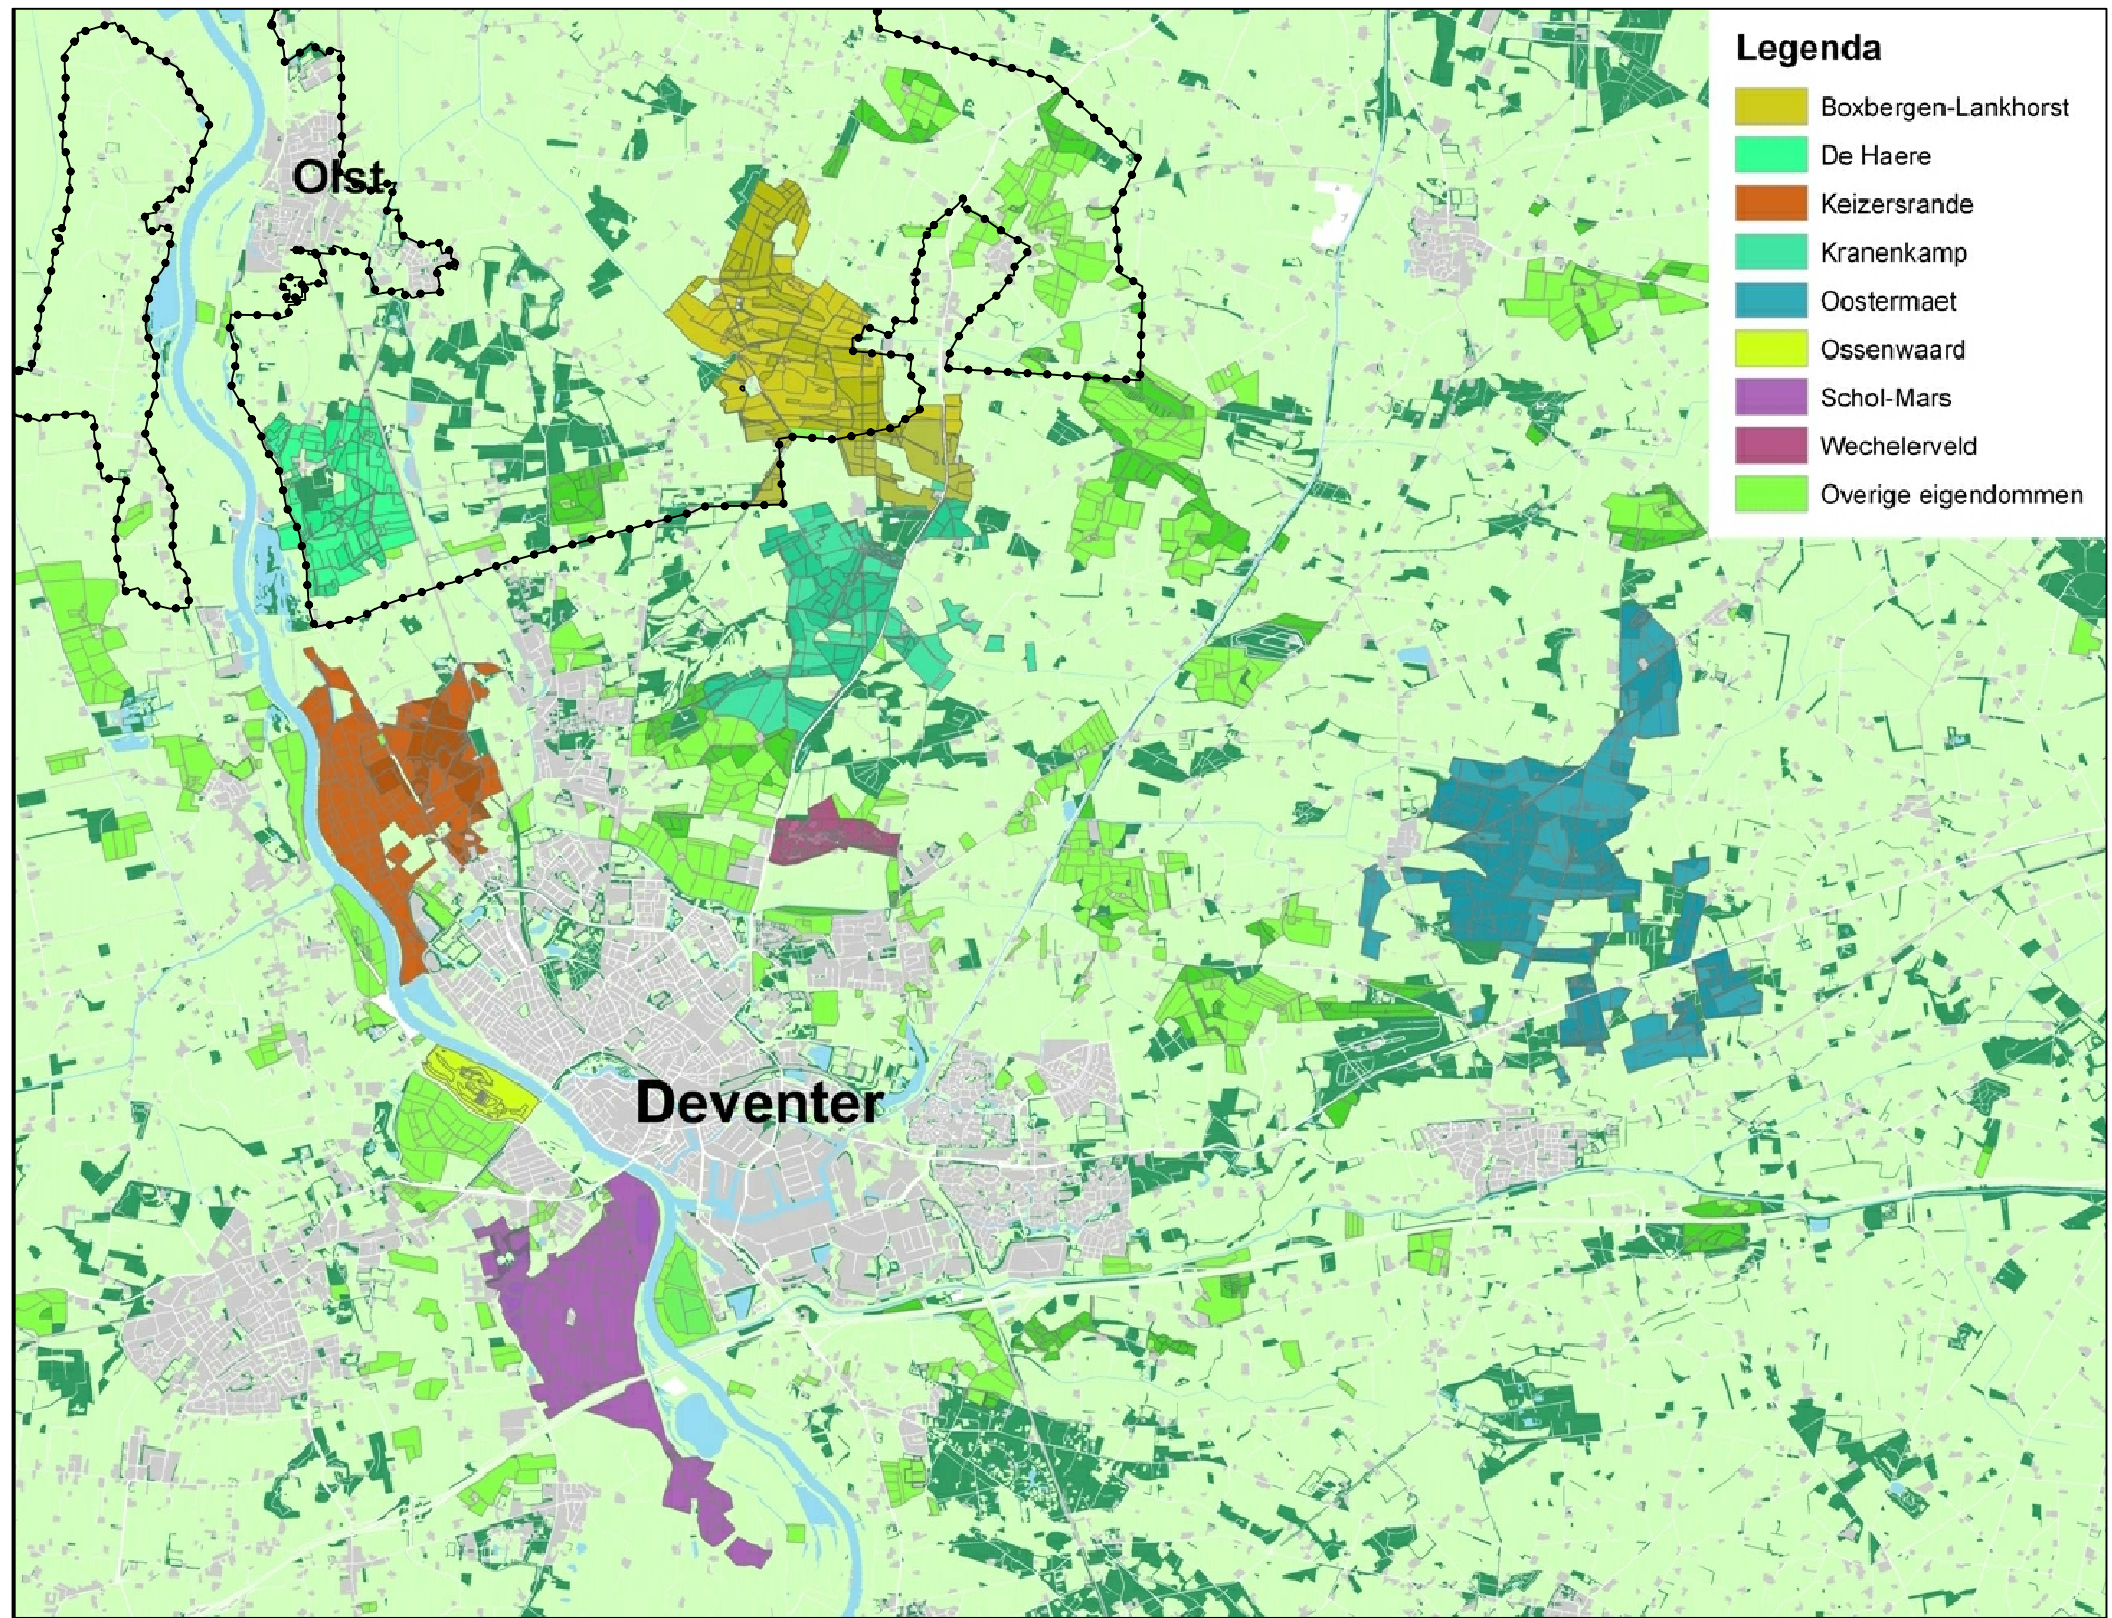 Legenda
Boxbergen-Lankhorst
De Haere
Keizersrande
Kranenkamp
Oostermaet
Ossenwaard
Schol-Mars
Wechelerveld
Overige eigendommen
Olst
Deventer